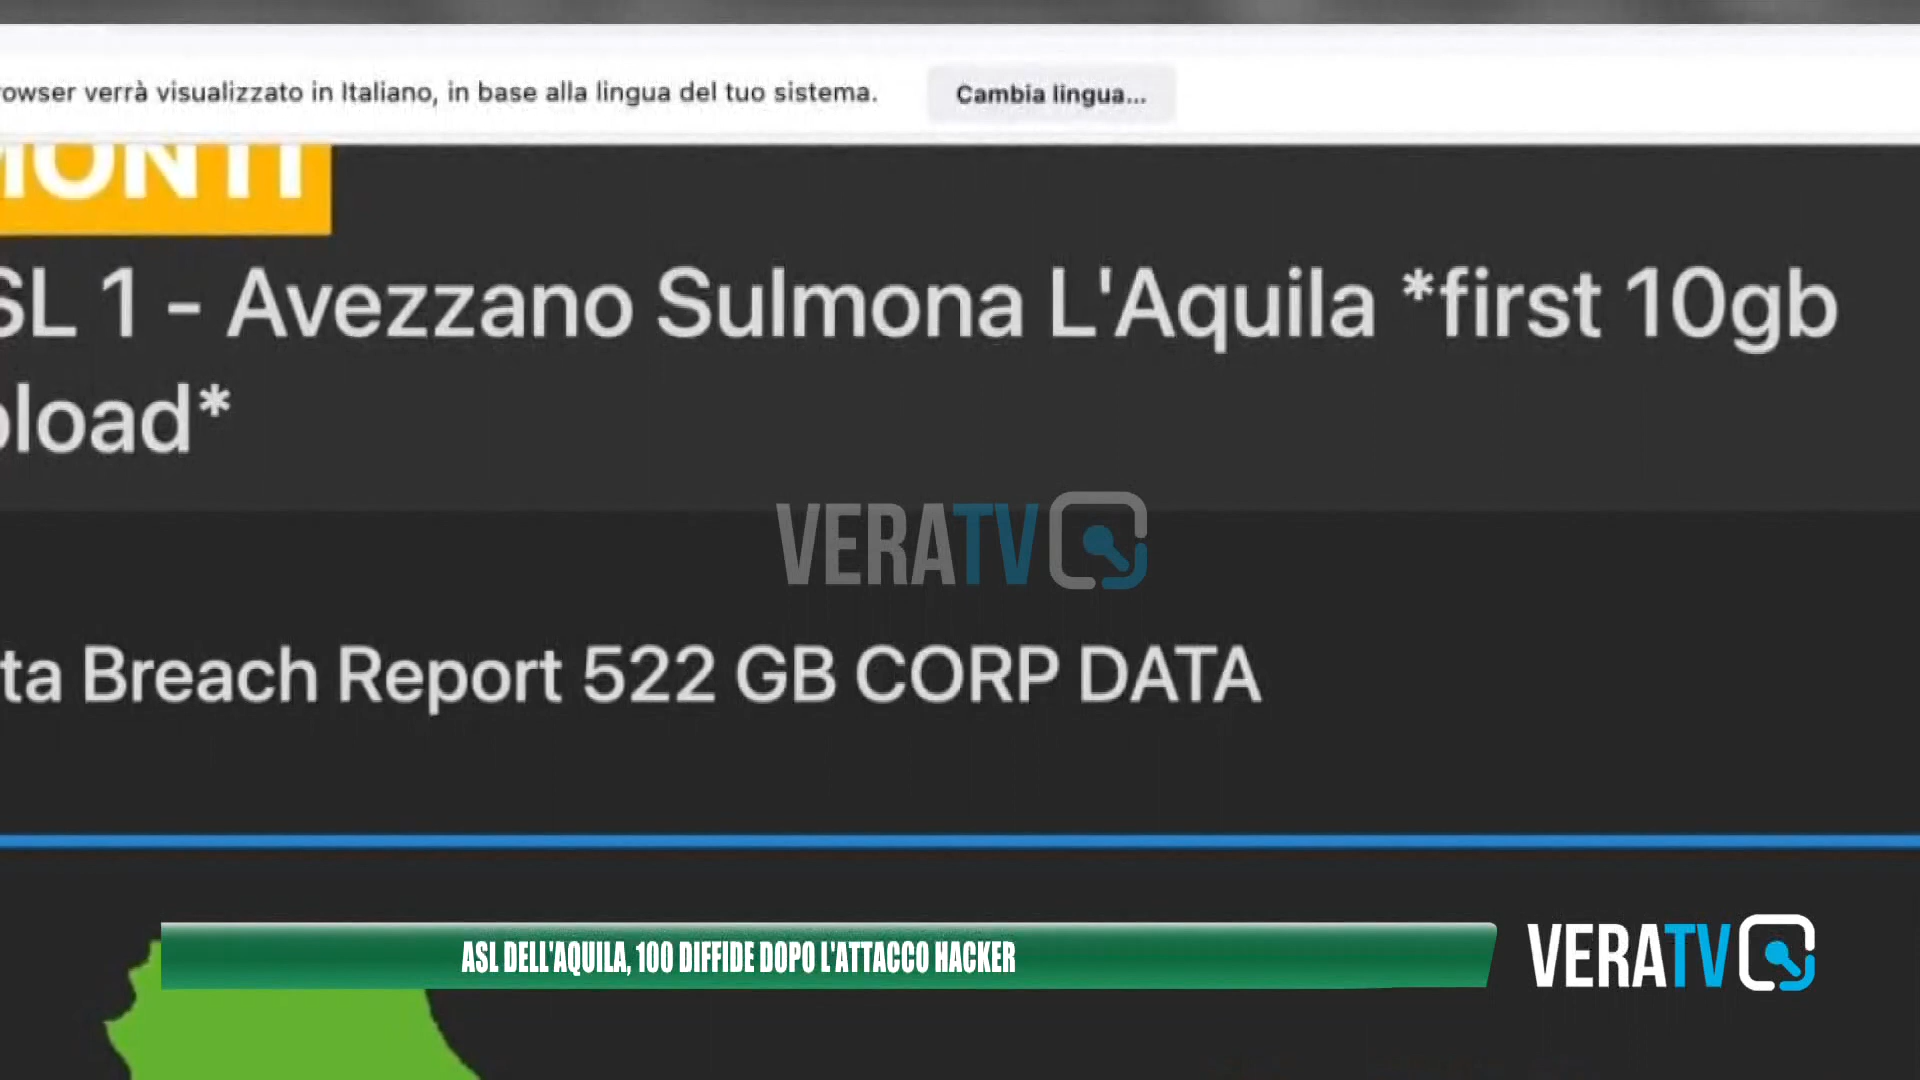 owser verrà visualizzato in Italiano, in base alla lingua del tuo sistema.
Cambia lingua...
MONTI
SL 1 - Avezzano Sulmona L'Aquila *first 10gb
pload*
VERATV
ta Breach Report 522 GB CORP DATA
ASL DELL'AQUILA, 100 DIFFIDE DOPO L'ATTACCO HACKER
VERATV